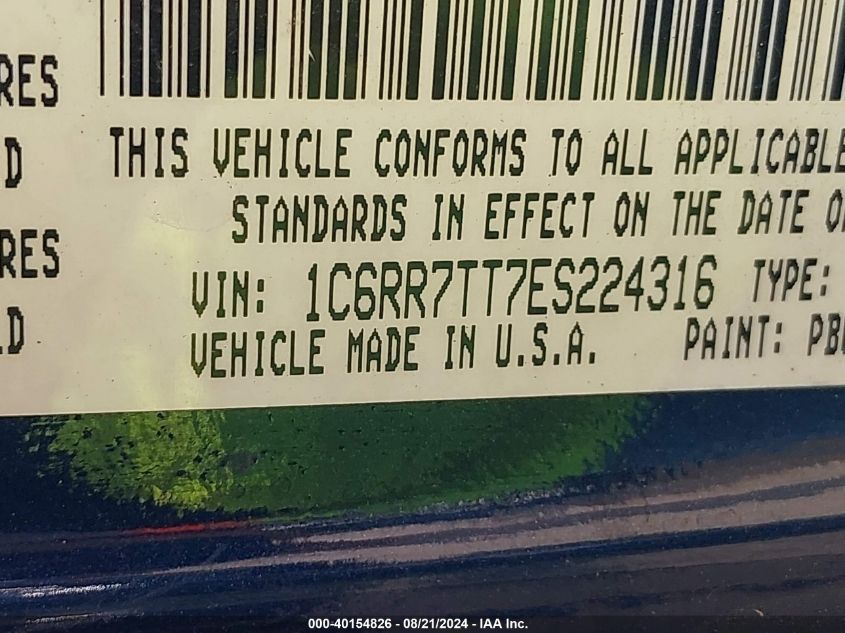 RES
D
RES
LD
THIS VEHICLE CONFORMS TO ALL APPLICABLE
STANDARDS IN EFFECT ON THE DATE O
VIN: 1C6RR7TT7ES224316 TYPE:
VEHICLE MADE IN U.S.A. PAINT: PB
000-40154826 - 08/21/2024 - IAA Inc.